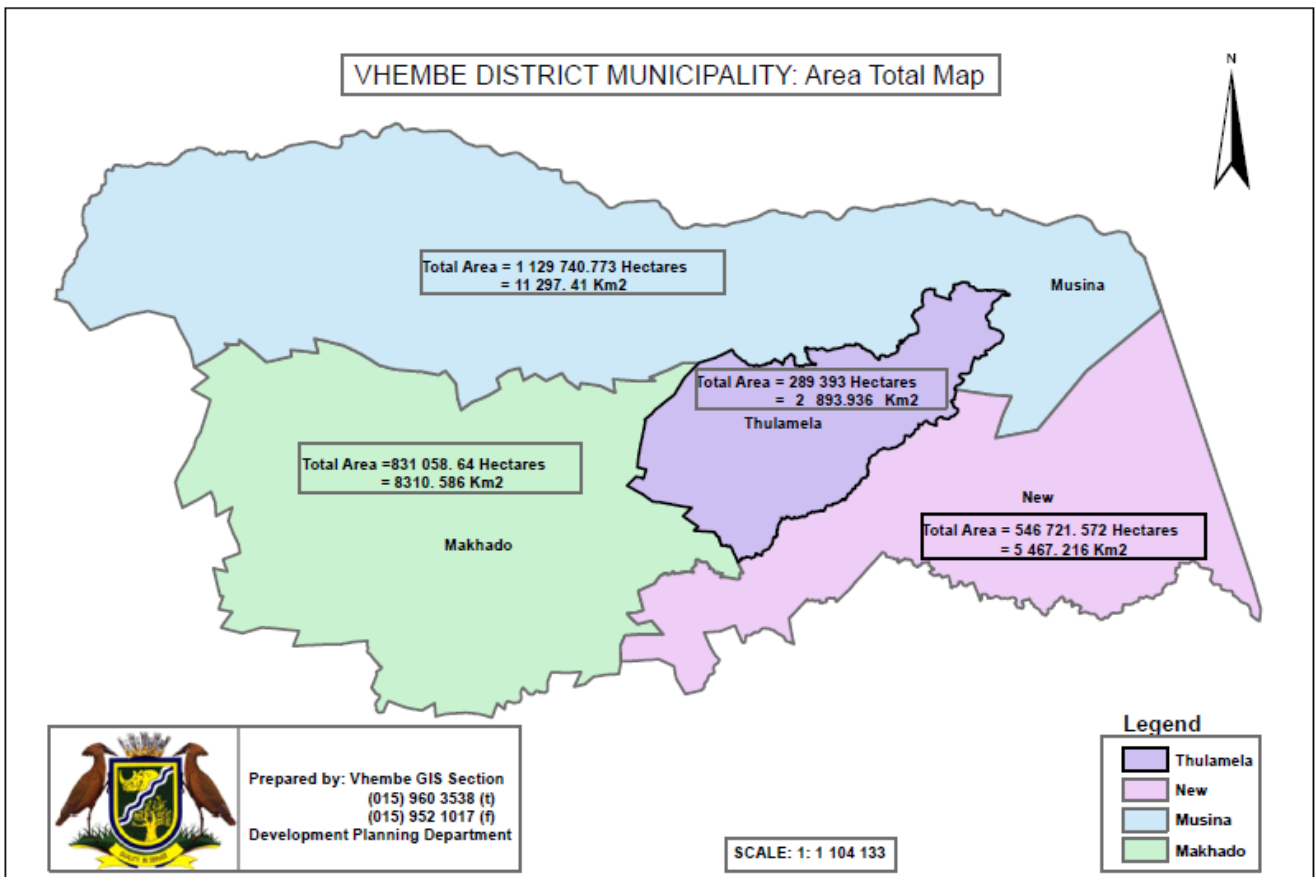 VHEMBE DISTRICT MUNICIPALITY: Area Total Map
N
Total Area = 1 129 740.773 Hectares
= 11 297. 41 Km2
Musina
Total Area = 289 393 Hectares
= 2 893.936 Km2
Thulamela
Total Area =831 058. 64 Hectares
= 8310. 586 Km2
Makhado
New
Total Area = 546 721. 572 Hectares
= 5 467. 216 Km2
Prepared by: Vhembe GIS Section
(015) 960 3538 (t)
(015) 952 1017 (f)
Development Planning Department
QUALITY IN SERVICE
SCALE: 1: 1 104 133
Legend
Thulamela
New
Musina
Makhado